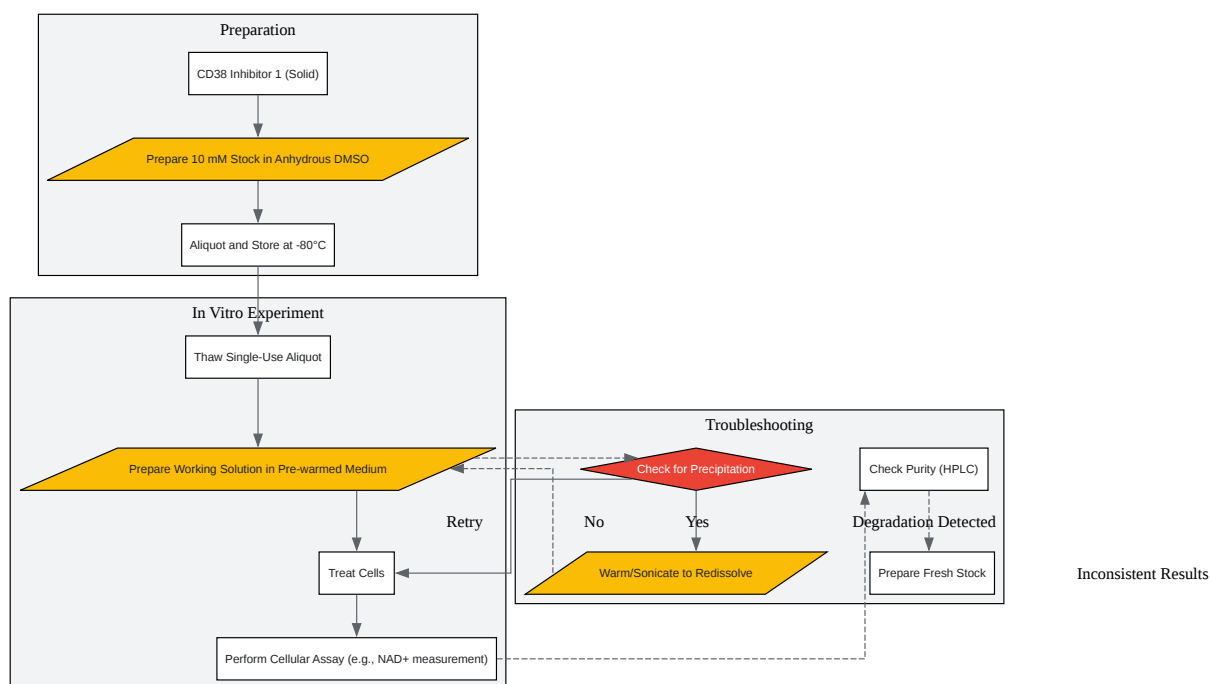 Preparation
CD38 Inhibitor 1 (Solid)
Prepare 10 mM Stock in Anhydrous DMSO
Aliquot and Store at -80°C
In Vitro Experiment
Thaw Single-Use Aliquot
Prepare Working Solution in Pre-warmed Medium
Retry
Treat Cells
Perform Cellular Assay (e.g., NAD+ measurement)
Troubleshooting
Check for Precipitation
Check Purity (HPLC)
No
Yes
Degradation Detected
Warm/Sonicate to Redissolve
Prepare Fresh Stock
Inconsistent Results